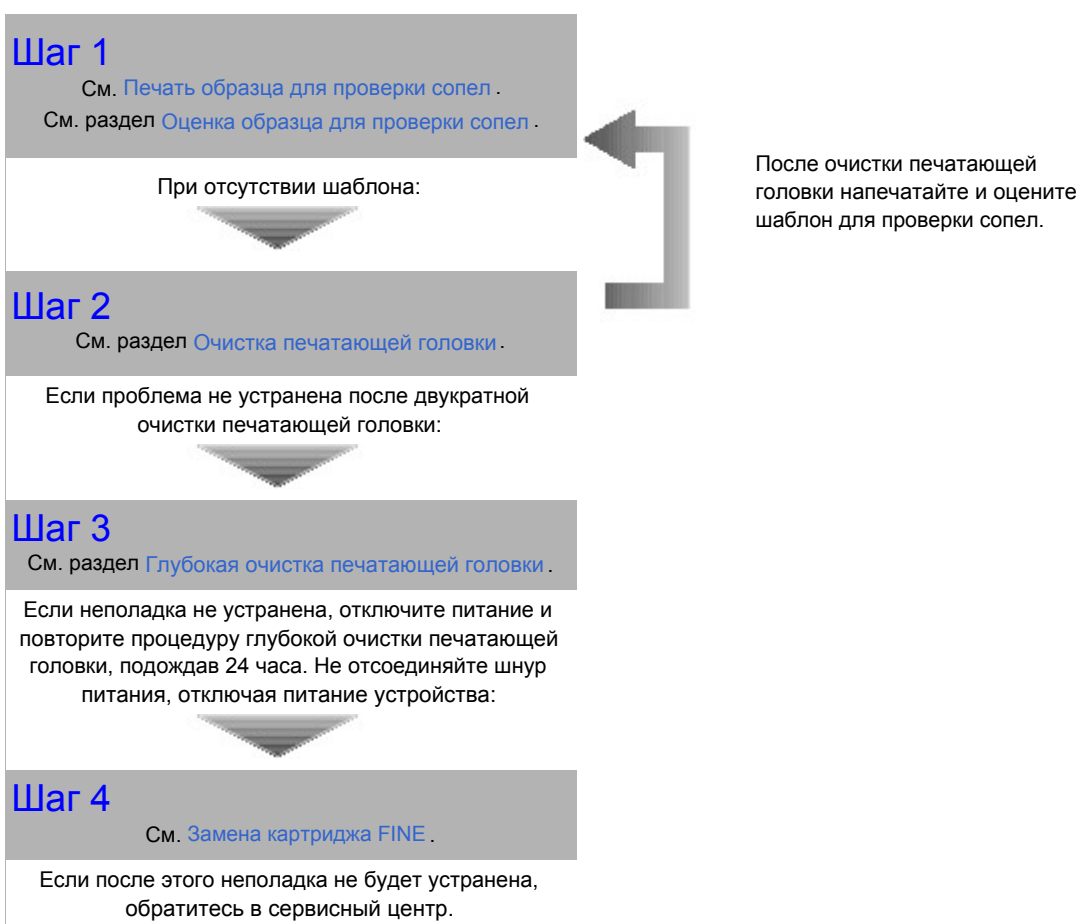 Шаг 1
См. Печать образца для проверки сопел .
См. раздел Оценка образца для проверки сопел .
При отсутствии шаблона:
После очистки печатающей
головки напечатайте и оцените
шаблон для проверки сопел.
Шаг 2
См. раздел Очистка печатающей головки .
Если проблема не устранена после двукратной
очистки печатающей головки:
Шаг 3
См. раздел Глубокая очистка печатающей головки .
Если неполадка не устранена, отключите питание и
повторите процедуру глубокой очистки печатающей
головки, подождав 24 часа. Не отсоединяйте шнур
питания, отключая питание устройства:
Шаг 4
См. Замена картриджа FINE .
Если после этого неполадка не будет устранена,
обратитесь в сервисный центр.